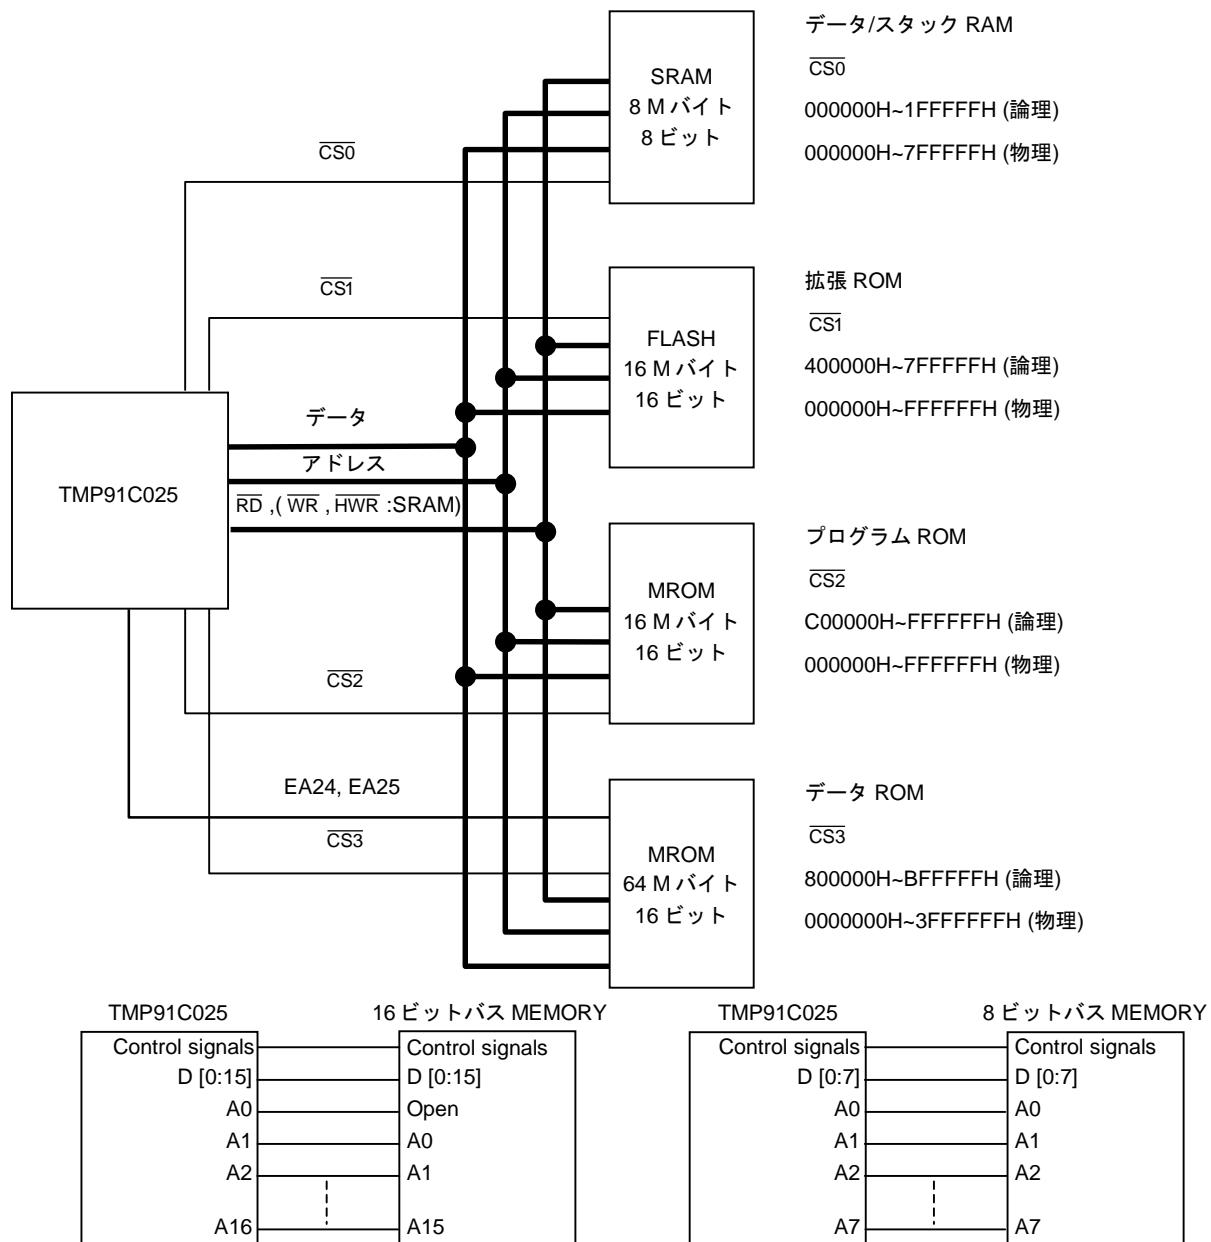 データ/スタック RAM
CS0
000000H~1FFFFFH (論理)
000000H~7FFFFFH (物理)
SRAM
8 M バイト
8 ビット
CS0
拡張 ROM
CS1
400000H~7FFFFFH (論理)
000000H~FFFFFFH (物理)
FLASH
16 M バイト
16 ビット
CS1
TMP91C025
データ
アドレス
RD ,( WR , HWR :SRAM)
プログラム ROM
CS2
C00000H~FFFFFFH (論理)
000000H~FFFFFFH (物理)
MROM
16 M バイト
16 ビット
CS2
EA24, EA25
CS3
データ ROM
CS3
800000H~BFFFFFH (論理)
0000000H~3FFFFFFH (物理)
MROM
64 M バイト
16 ビット
TMP91C025 16 ビットバス MEMORY
Control signals Control signals
D [0:15] D [0:15]
A0 Open
A1 A0
A2 A1
A16 A15
TMP91C025 8 ビットバス MEMORY
Control signals Control signals
D [0:7] D [0:7]
A0 A0
A1 A1
A2 A2
A7 A7